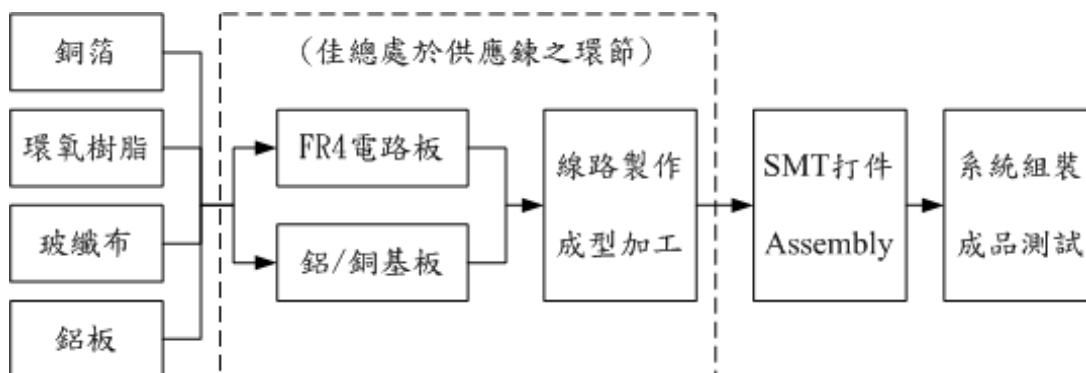 銅箔
環氧樹脂
玻纖布
鋁板
(佳總處於供應鍊之環節)
FR4電路板
鋁/銅基板
線路製作
成型加工
SMT打件
Assembly
系統組裝
成品測試